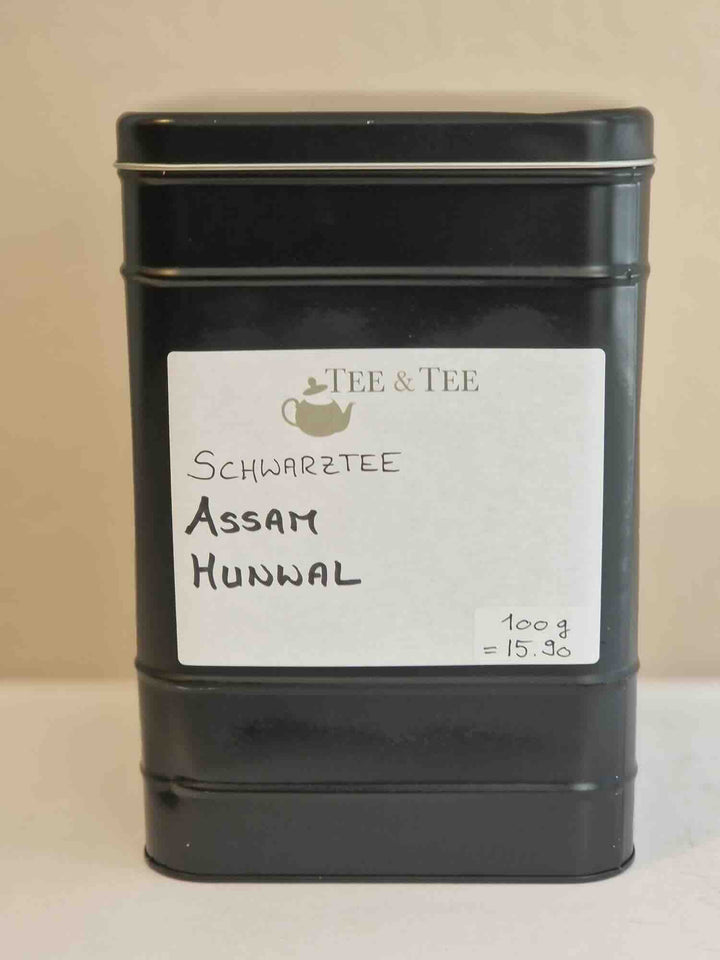 TEE & TEE
SCHWARZTEE
ASSAM
HUNWAL
100 g
= 15.90